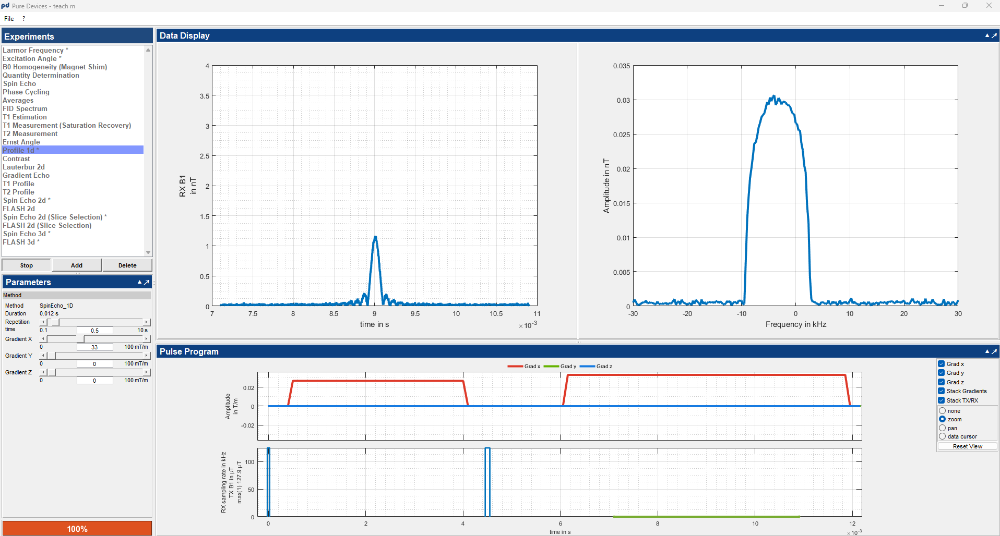 pd Pure Devices - teach m
File ?
Experiments
Larmor Frequency *
Excitation Angle *
B0 Homogeneity (Magnet Shim)
Quantity Determination
Spin Echo
Phase Cycling
Averages
FID Spectrum
T1 Estimation
T1 Measurement (Saturation Recovery)
T2 Measurement
Ernst Angle
Profile 1d *
Contrast
Lauterbur 2d
Gradient Echo
T1 Profile
T2 Profile
Spin Echo 2d *
FLASH 2d
Spin Echo 2d (Slice Selection) *
FLASH 2d (Slice Selection)
Spin Echo 3d *
FLASH 3d *
Stop Add Delete
Parameters
Method
Method SpinEcho_1D
Duration 0.012 s
Repetition
time
0.1 0.5 10 s
Gradient X
0 33 100 mT/m
Gradient Y
0 0 100 mT/m
Gradient Z
0 0 100 mT/m
100%
Data Display
4
3.5
3
2.5
2
1.5
1
0.5
0
RX B1
in nT
7 7.5 8 8.5 9 9.5 10 10.5 11
time in s
×10-3
0.035
0.03
0.025
0.02
0.015
0.01
0.005
0
Amplitude in nT
-30 -20 -10 0 10 20 30
Frequency in kHz
Pulse Program
Grad x Grad y Grad z
0.02
0
-0.02
Amplitude
in T/m
100
50
0
RX sampling rate in kHz
TX B1 in µT
max(1) 127.9 µT
0 2 4 6 8 10 12
time in s
×10-3
Grad x
Grad y
Grad z
Stack Gradients
Stack TX/RX
none
zoom
pan
data cursor
Reset View